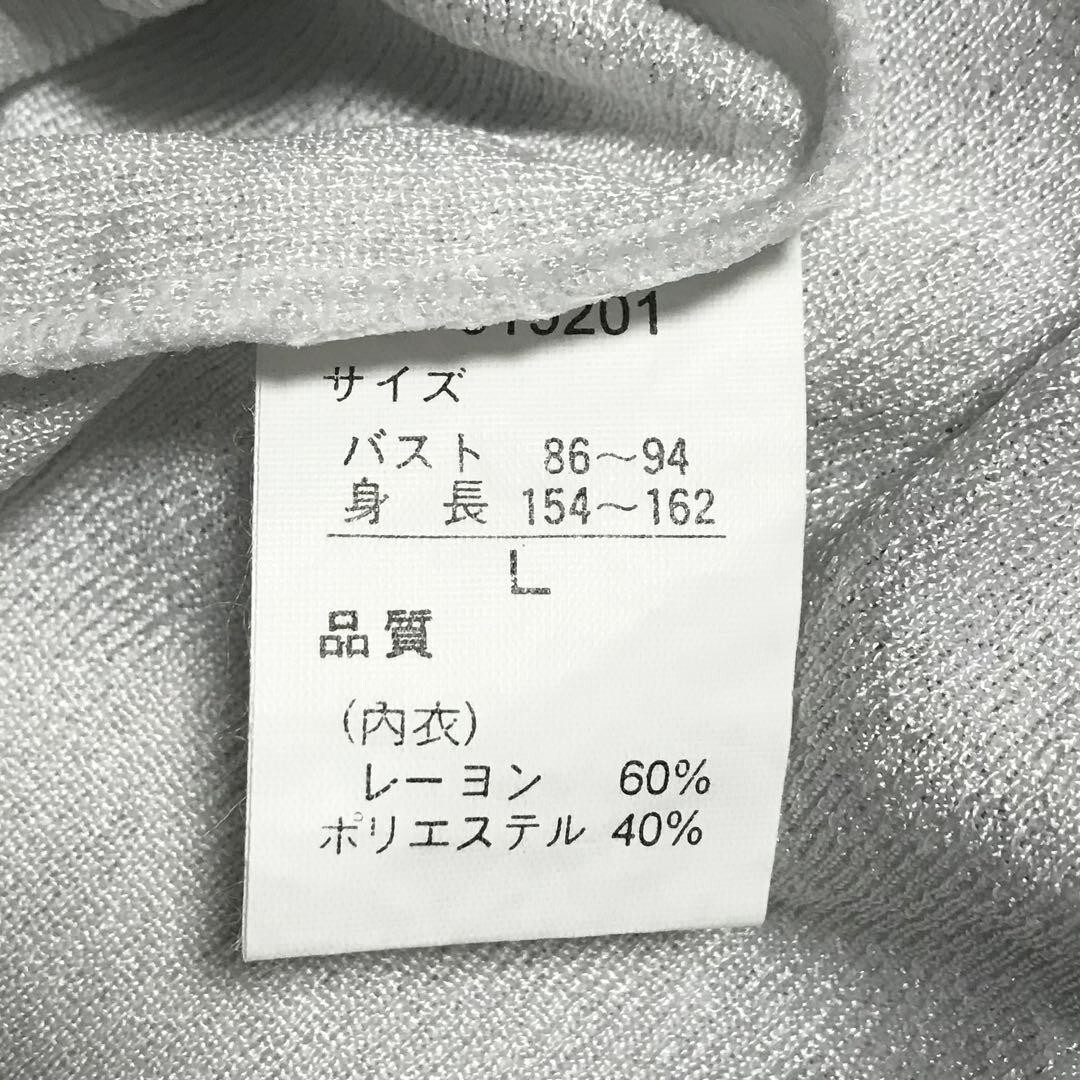 サイズ
バスト 86～94
身 長 154～162
L
品質
(內衣)
レーヨン 60%
ポリエステル 40%